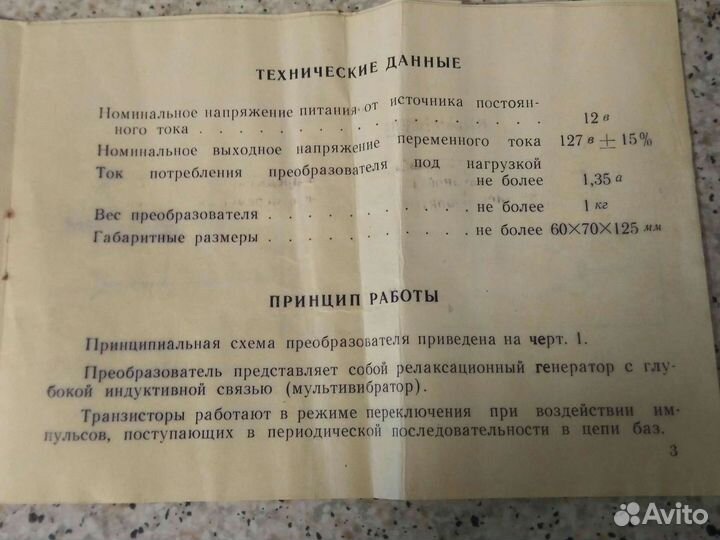 ТЕХНИЧЕСКИЕ ДАННЫЕ
Номинальное напряжение питания от источника постоян-
ного тока . . . . . . . . . . . . . . . . . 12 в
Номинальное выходное напряжение переменного тока 127 в ± 15%
Ток потребления преобразователя под нагрузкой
не более 1,35 а
Вес преобразователя . . . . . . . . . . не более 1 кг
Габаритные размеры . . . . . . . . . . не более 60×70×125 мм
ПРИНЦИП РАБОТЫ
Принципиальная схема преобразователя приведена на черт. 1.
Преобразователь представляет собой релаксационный генератор с глу-
бокой индуктивной связью (мультивибратор).
Транзисторы работают в режиме переключения при воздействии им-
пульсов, поступающих в периодической последовательности в цепи баз.
3
Avito